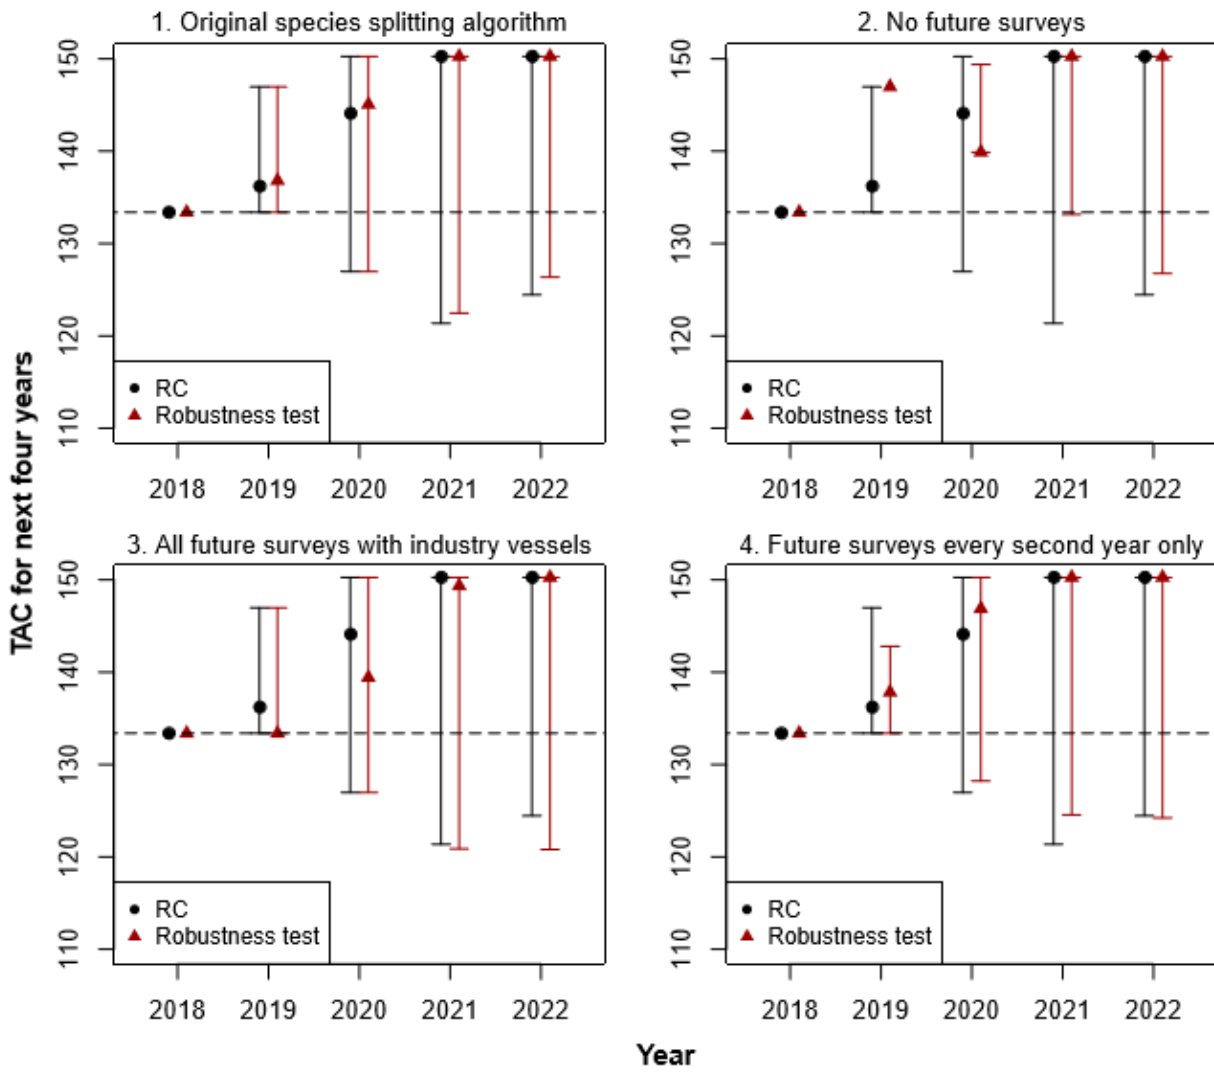 1. Original species splitting algorithm
150
140
130
120
110
RC
Robustness test
2018 2019 2020 2021 2022
2. No future surveys
150
140
130
120
110
RC
Robustness test
2018 2019 2020 2021 2022
TAC for next four years
3. All future surveys with industry vessels
150
140
130
120
110
RC
Robustness test
2018 2019 2020 2021 2022
4. Future surveys every second year only
150
140
130
120
110
RC
Robustness test
2018 2019 2020 2021 2022
Year